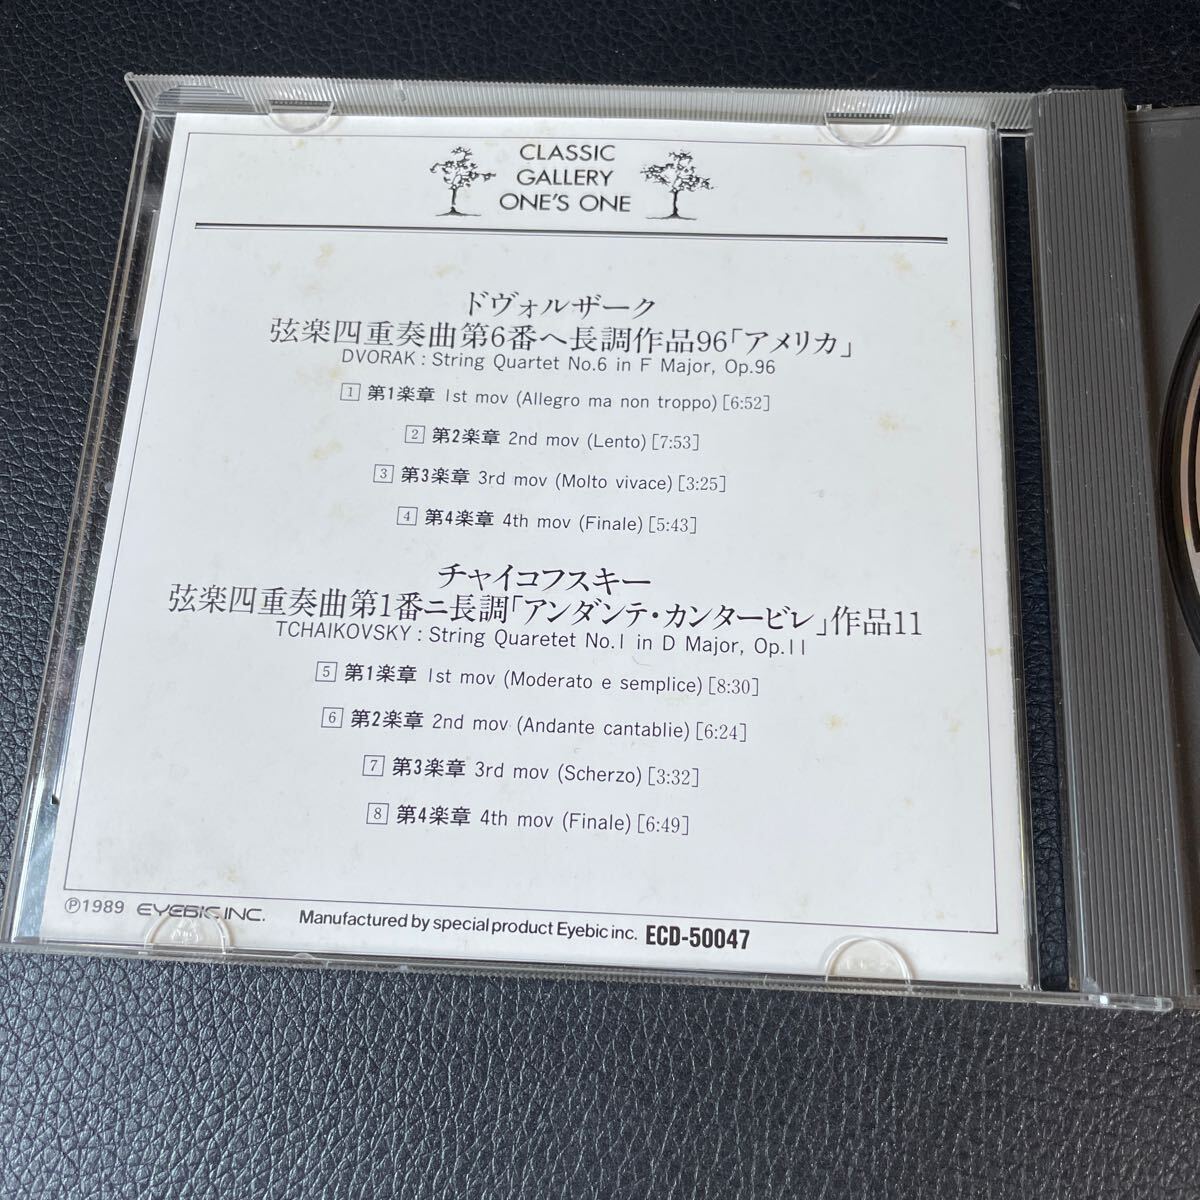 CLASSIC
GALLERY
ONE'S ONE
ドヴォルザーク
弦楽四重奏曲第6番ヘ長調作品96「アメリカ」
DVORAK : String Quartet No.6 in F Major, Op.96
1 第1楽章 1st mov (Allegro ma non troppo) [6:52]
2 第2楽章 2nd mov (Lento) [7:53]
3 第3楽章 3rd mov (Molto vivace) [3:25]
4 第4楽章 4th mov (Finale) [5:43]
チャイコフスキー
弦楽四重奏曲第1番ニ長調「アンダンテ・カンタービレ」作品11
TCHAIKOVSKY : String Quaretet No.1 in D Major, Op.11
5 第1楽章 1st mov (Moderato e semplice) [8:30]
6 第2楽章 2nd mov (Andante cantablie) [6:24]
7 第3楽章 3rd mov (Scherzo) [3:32]
8 第4楽章 4th mov (Finale) [6:49]
℗1989 EYEBIC INC. Manufactured by special product Eyebic inc. ECD-50047